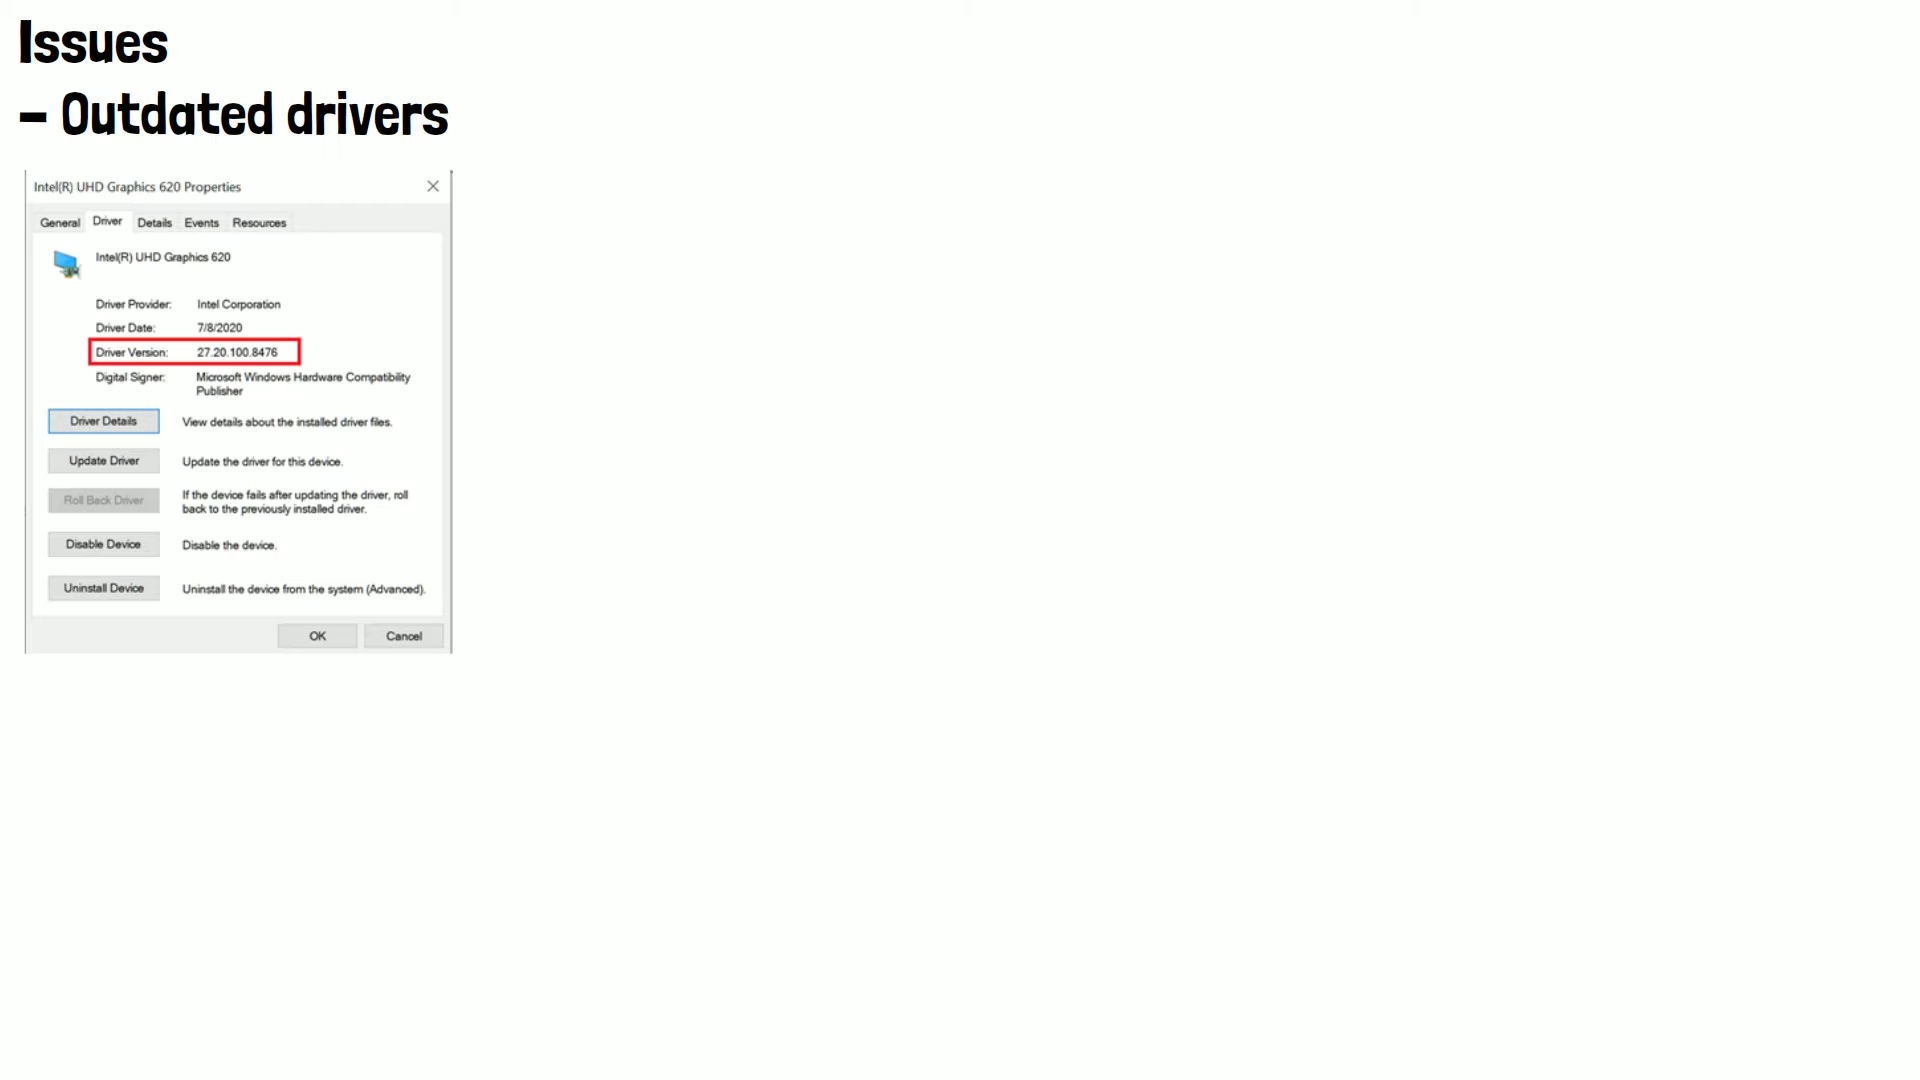 Issues
- Outdated drivers
Intel(R) UHD Graphics 620 Properties
General Driver Details Events Resources
Intel(R) UHD Graphics 620
Driver Provider: Intel Corporation
Driver Date: 7/8/2020
Driver Version: 27.20.100.8476
Digital Signer: Microsoft Windows Hardware Compatibility
Publisher
Driver Details View details about the installed driver files.
Update Driver Update the driver for this device.
Roll Back Driver If the device fails after updating the driver, roll
back to the previously installed driver.
Disable Device Disable the device.
Uninstall Device Uninstall the device from the system (Advanced).
OK Cancel